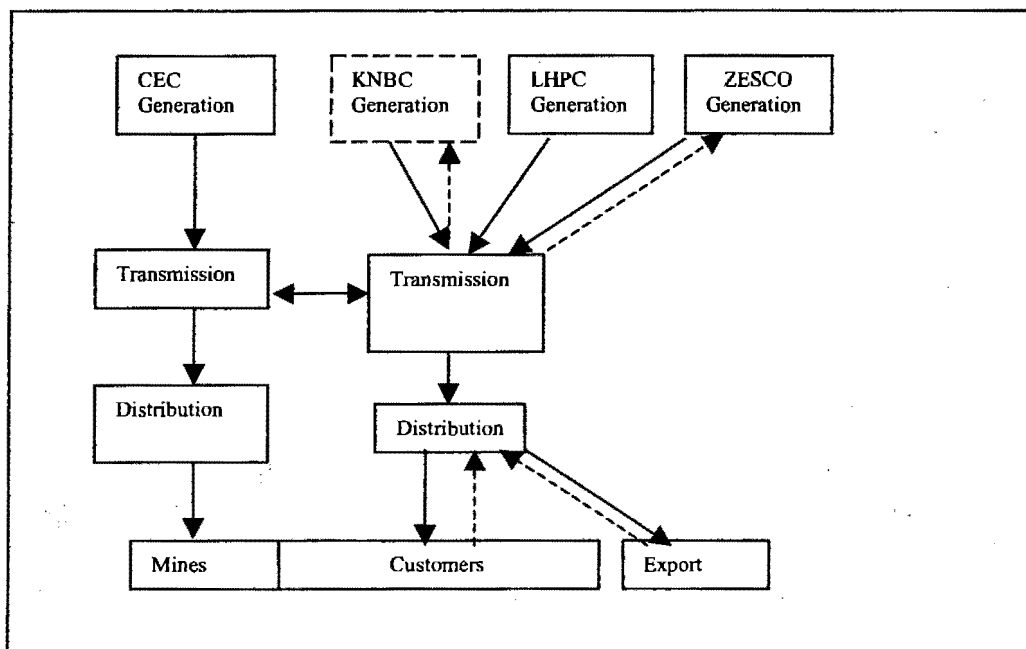 CEC
Generation
KNBC
Generation
LHPC
Generation
ZESCO
Generation
Transmission
Transmission
Distribution
Distribution
Mines
Customers
Export